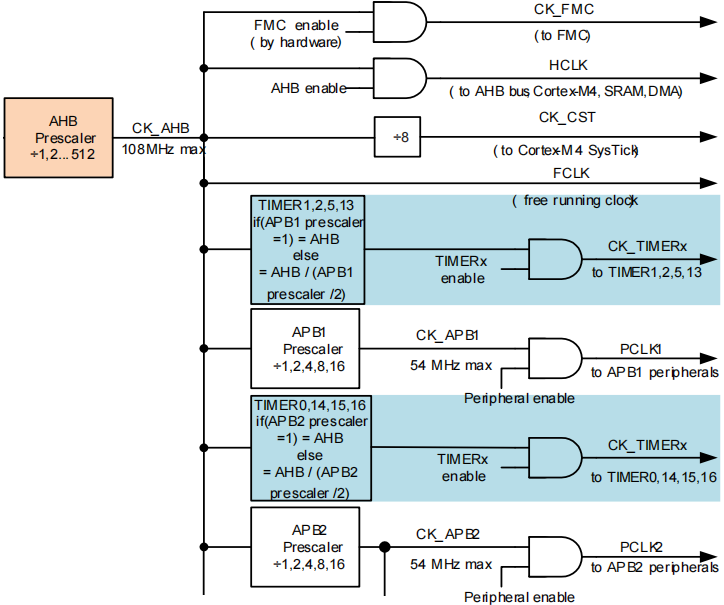 FMC enable
( by hardware)
CK_FMC
( to FMC)
AHB enable
HCLK
( to AHB bus,Cortex-M4, SRAM,DMA)
AHB
Prescaler
÷1,2...512
CK_AHB
108MHz max
÷8
CK_CST
( to Cortex-M4 SysTick)
FCLK
( free running clock
TIMER1,2,5,13
if(APB1 prescaler
=1) = AHB
else
= AHB / (APB1
prescaler /2)
TIMERx
enable
CK_TIMERx
to TIMER1,2,5,13
APB1
Prescaler
÷1,2,4,8,16
CK_APB1
54 MHz max
Peripheral enable
PCLK1
to APB1 peripherals
TIMER0,14,15,16
if(APB2 prescaler
=1) = AHB
else
= AHB / (APB2
prescaler /2)
TIMERx
enable
CK_TIMERx
to TIMER0,14,15,16
APB2
Prescaler
÷1,2,4,8,16
CK_APB2
54 MHz max
Peripheral enable
PCLK2
to APB2 peripherals